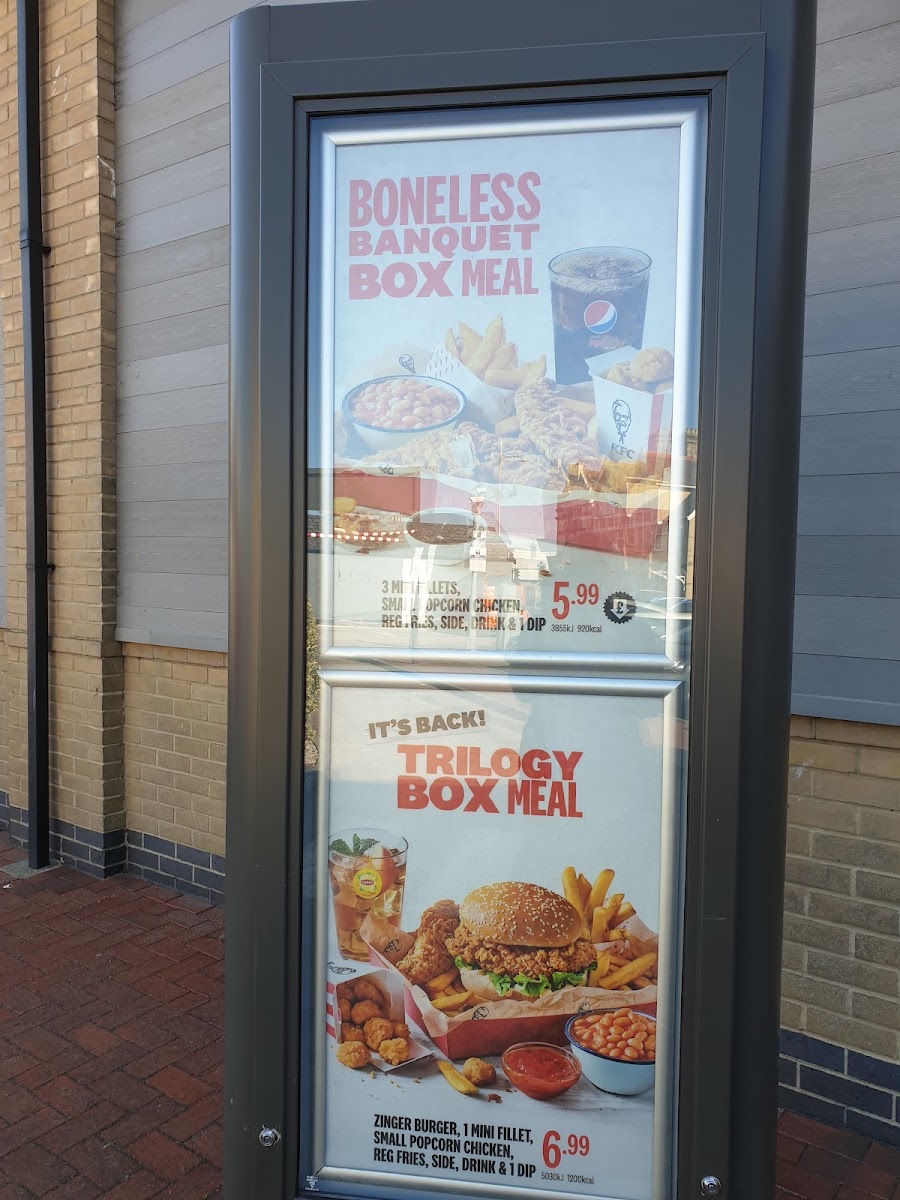 BONELESS
BANQUET
BOX MEAL
KFC
3 MINI FILLETS,
SMALL POPCORN CHICKEN,
REG FRIES, SIDE, DRINK & 1 DIP
5.99
£
3855kJ 920kcal
IT'S BACK!
TRILOGY
BOX MEAL
ZINGER BURGER, 1 MINI FILLET,
SMALL POPCORN CHICKEN,
REG FRIES, SIDE, DRINK & 1 DIP
6.99
5030kJ 1200kcal